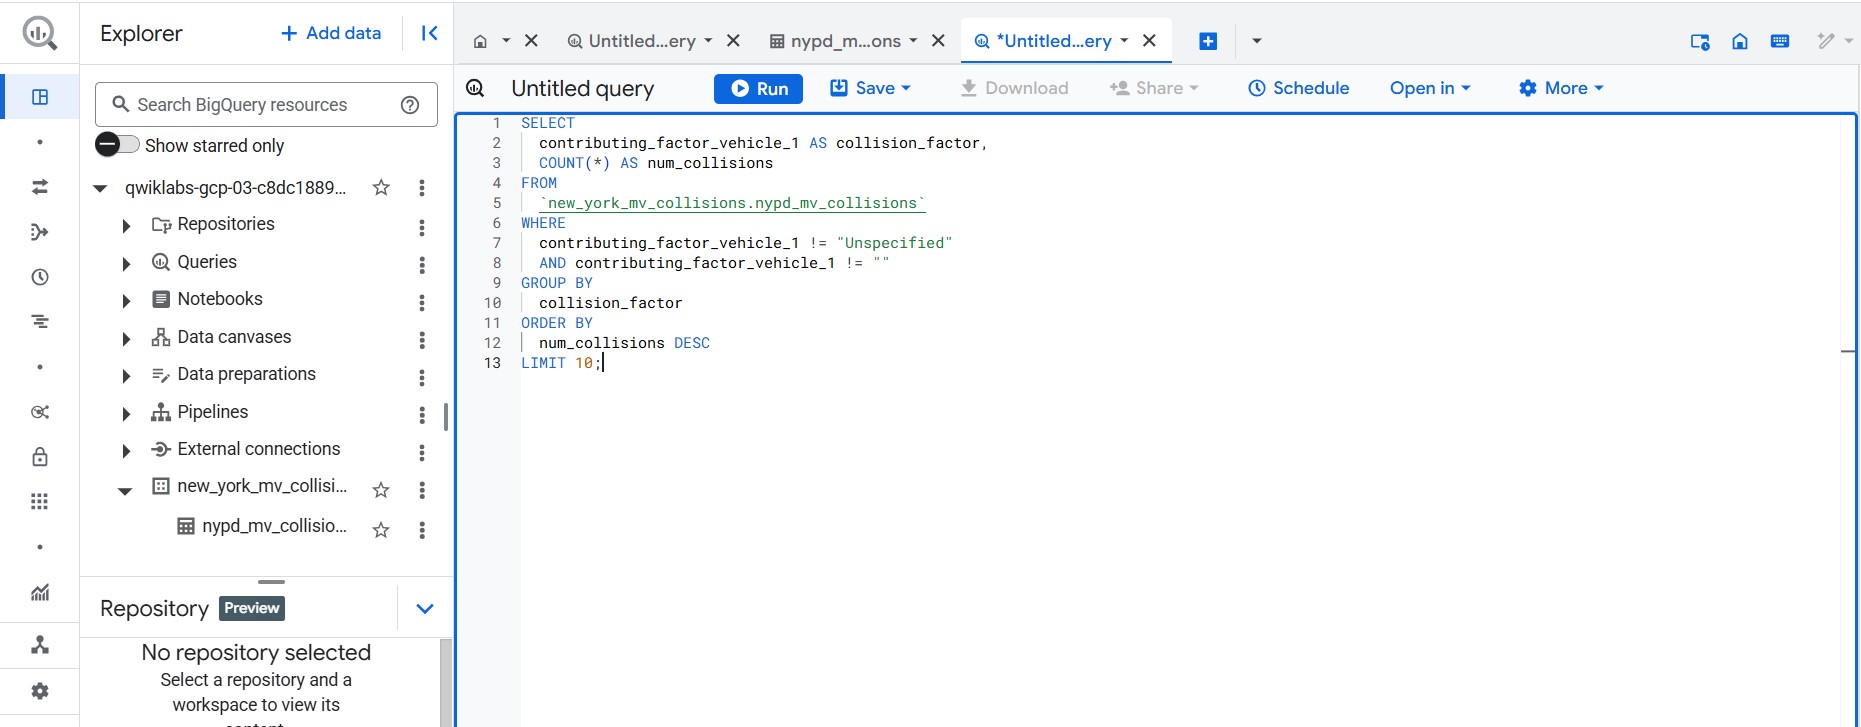 Explorer
+ Add data
Search BigQuery resources
Show starred only
qwiklabs-gcp-03-c8dc1889...
Repositories
Queries
Notebooks
Data canvases
Data preparations
Pipelines
External connections
new_york_mv_collisi...
nypd_mv_collisio...
Repository Preview
No repository selected
Select a repository and a
workspace to view its
Untitled...ery
nypd_m...ons
*Untitled...ery
Untitled query
Run
Save
Download
Share
Schedule
Open in
More
1 SELECT
2 contributing_factor_vehicle_1 AS collision_factor,
3 COUNT(*) AS num_collisions
4 FROM
5 `new_york_mv_collisions.nypd_mv_collisions`
6 WHERE
7 contributing_factor_vehicle_1 != "Unspecified"
8 AND contributing_factor_vehicle_1 != ""
9 GROUP BY
10 collision_factor
11 ORDER BY
12 num_collisions DESC
13 LIMIT 10;